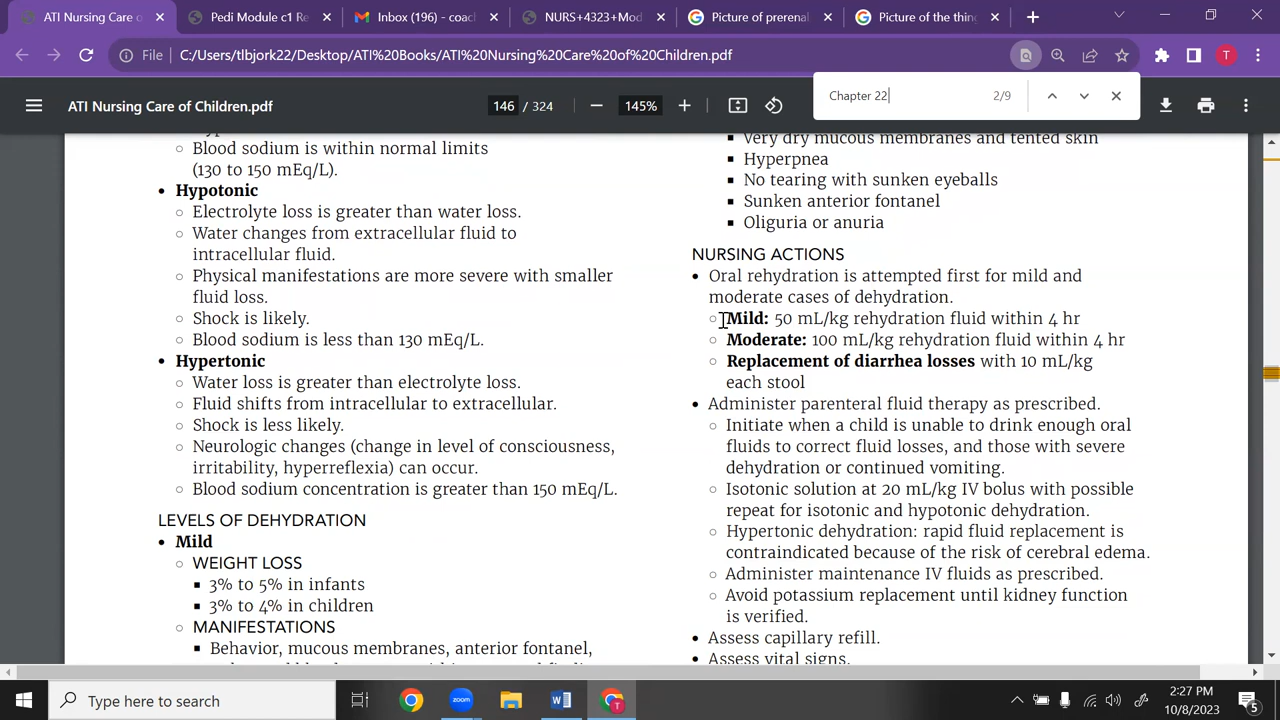 ATI Nursing Care o
Pedi Module c1 Re
Inbox (196) - coac
NURS+4323+Mod
Picture of prerena
Picture of the thin
File
C:/Users/tlbjork22/Desktop/ATI%20Books/ATI%20Nursing%20Care%20of%20Children.pdf
T
Chapter 22
2/9
ATI Nursing Care of Children.pdf
146 / 324
145%
○ Blood sodium is within normal limits
(130 to 150 mEq/L).
• Hypotonic
○ Electrolyte loss is greater than water loss.
○ Water changes from extracellular fluid to
intracellular fluid.
○ Physical manifestations are more severe with smaller
fluid loss.
○ Shock is likely.
○ Blood sodium is less than 130 mEq/L.
• Hypertonic
○ Water loss is greater than electrolyte loss.
○ Fluid shifts from intracellular to extracellular.
○ Shock is less likely.
○ Neurologic changes (change in level of consciousness,
irritability, hyperreflexia) can occur.
○ Blood sodium concentration is greater than 150 mEq/L.
LEVELS OF DEHYDRATION
• Mild
○ WEIGHT LOSS
■ 3% to 5% in infants
■ 3% to 4% in children
○ MANIFESTATIONS
■ Behavior, mucous membranes, anterior fontanel,
■ Very dry mucous membranes and tented skin
■ Hyperpnea
■ No tearing with sunken eyeballs
■ Sunken anterior fontanel
■ Oliguria or anuria
NURSING ACTIONS
• Oral rehydration is attempted first for mild and
moderate cases of dehydration.
○ Mild: 50 mL/kg rehydration fluid within 4 hr
○ Moderate: 100 mL/kg rehydration fluid within 4 hr
○ Replacement of diarrhea losses with 10 mL/kg
each stool
• Administer parenteral fluid therapy as prescribed.
○ Initiate when a child is unable to drink enough oral
fluids to correct fluid losses, and those with severe
dehydration or continued vomiting.
○ Isotonic solution at 20 mL/kg IV bolus with possible
repeat for isotonic and hypotonic dehydration.
○ Hypertonic dehydration: rapid fluid replacement is
contraindicated because of the risk of cerebral edema.
○ Administer maintenance IV fluids as prescribed.
○ Avoid potassium replacement until kidney function
is verified.
• Assess capillary refill.
• Assess vital signs.
Type here to search
zoom
T
2:27 PM
10/8/2023
5